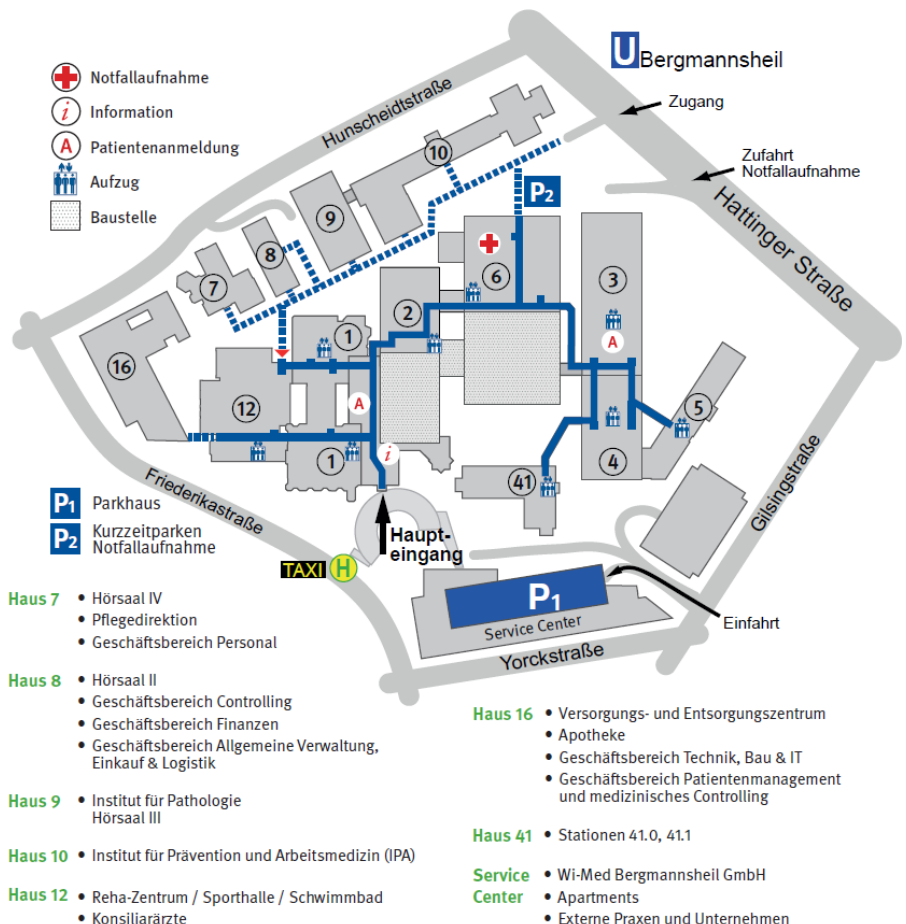 U Bergmannsheil
Notfallaufnahme
i Information
A Patientenanmeldung
Aufzug
Baustelle
Hunscheidtstraße
Zugang
Zufahrt
Notfallaufnahme
Hattinger Straße
10
P2
9
8
7
6
3
2
1
A
16
12
A
5
1
i
4
41
Gilsingstraße
Friederikastraße
P1 Parkhaus
P2 Kurzzeitparken
Notfallaufnahme
Haupt-
eingang
TAXI H
P1
Service Center
Einfahrt
Yorckstraße
Haus 7 • Hörsaal IV
• Pflegedirektion
• Geschäftsbereich Personal
Haus 8 • Hörsaal II
• Geschäftsbereich Controlling
• Geschäftsbereich Finanzen
• Geschäftsbereich Allgemeine Verwaltung,
Einkauf & Logistik
Haus 9 • Institut für Pathologie
Hörsaal III
Haus 10 • Institut für Prävention und Arbeitsmedizin (IPA)
Haus 12 • Reha-Zentrum / Sporthalle / Schwimmbad
• Konsiliarärzte
Haus 16 • Versorgungs- und Entsorgungszentrum
• Apotheke
• Geschäftsbereich Technik, Bau & IT
• Geschäftsbereich Patientenmanagement
und medizinisches Controlling
Haus 41 • Stationen 41.0, 41.1
Service • Wi-Med Bergmannsheil GmbH
Center • Apartments
• Externe Praxen und Unternehmen